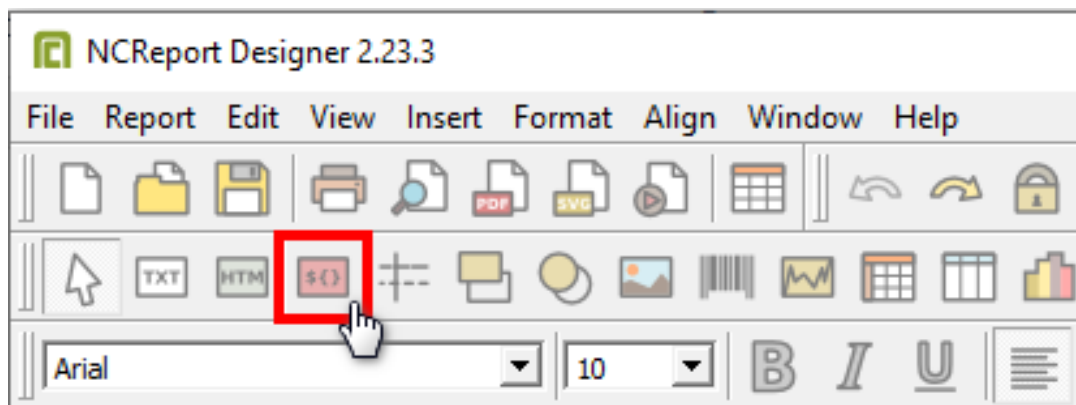 NCReport Designer 2.23.3
File Report Edit View Insert Format Align Window Help
PDF SVG
TXT HTM ${}
Arial 10 B I U